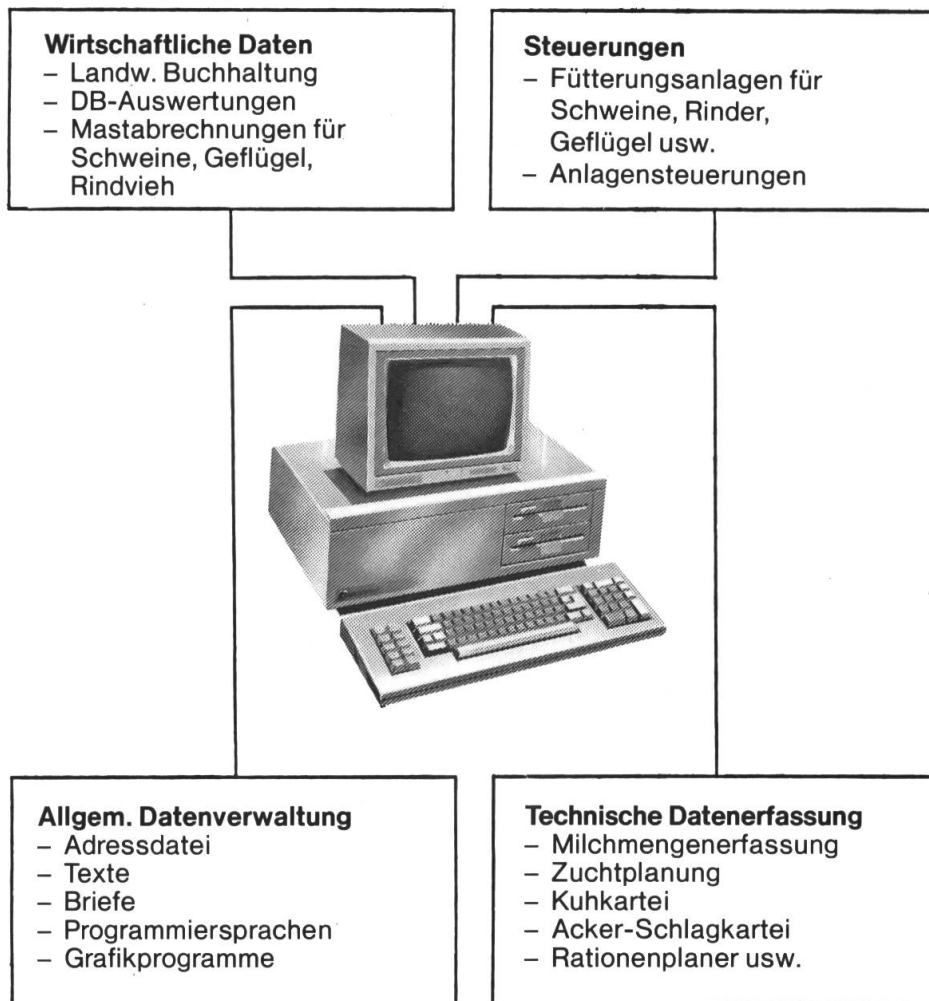 Wirtschaftliche Daten
– Landw. Buchhaltung
– DB-Auswertungen
– Mastabrechnungen für
Schweine, Geflügel,
Rindvieh
Steuerungen
– Fütterungsanlagen für
Schweine, Rinder,
Geflügel usw.
– Anlagensteuerungen
Allgem. Datenverwaltung
– Adressdatei
– Texte
– Briefe
– Programmiersprachen
– Grafikprogramme
Technische Datenerfassung
– Milchmengenerfassung
– Zuchtplanung
– Kuhkartei
– Acker-Schlagkartei
– Rationenplaner usw.